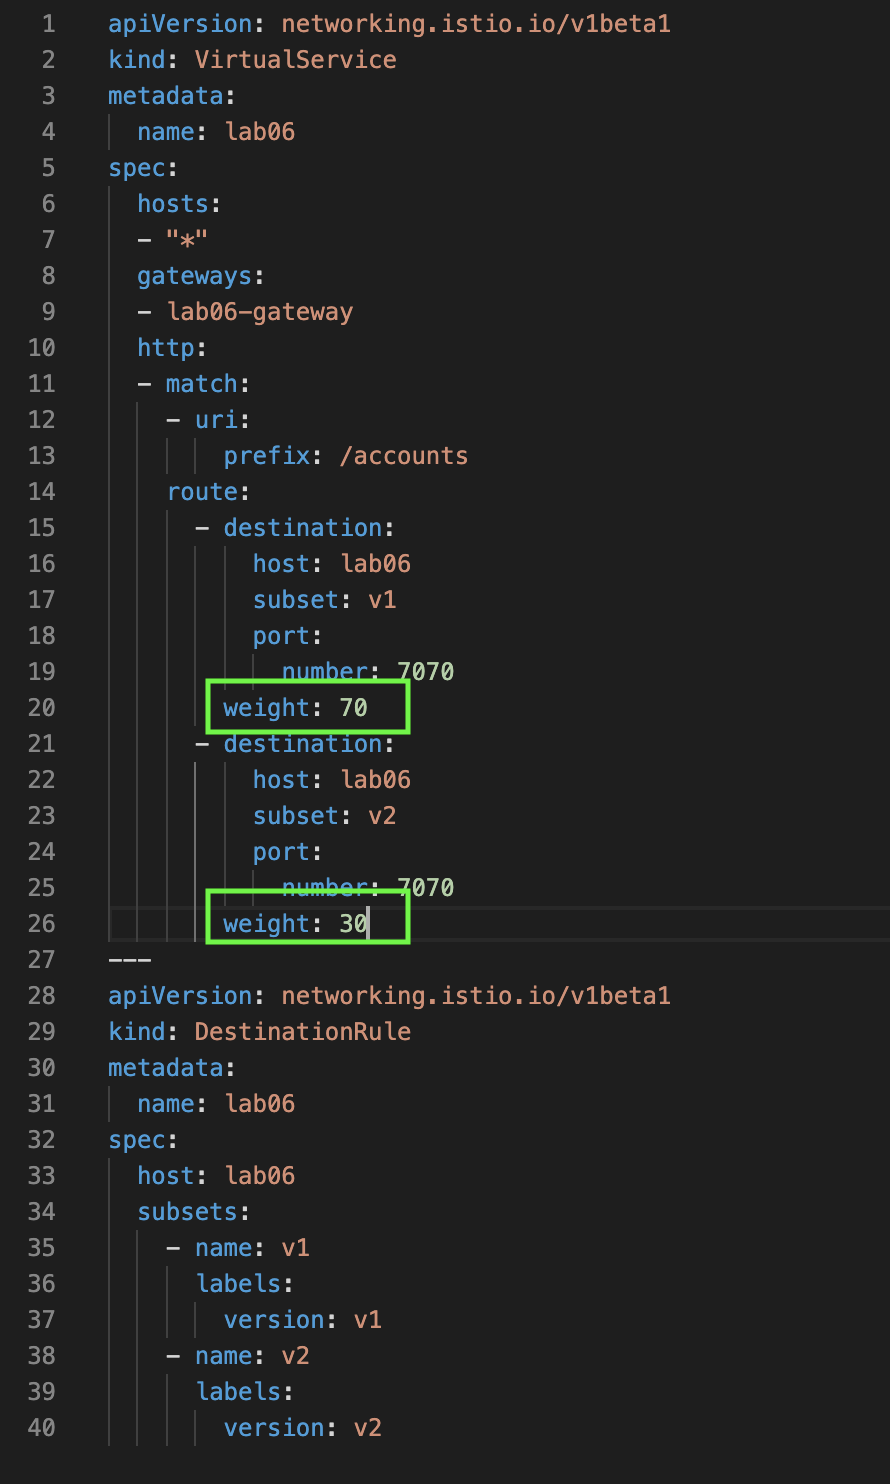 1 apiVersion: networking.istio.io/v1beta1
2 kind: VirtualService
3 metadata:
4   name: lab06
5 spec:
6   hosts:
7   - "*"
8   gateways:
9   - lab06-gateway
10   http:
11   - match:
12     - uri:
13         prefix: /accounts
14     route:
15       - destination:
16           host: lab06
17           subset: v1
18           port:
19             number: 7070
20         weight: 70
21       - destination:
22           host: lab06
23           subset: v2
24           port:
25             number: 7070
26         weight: 30
27 ---
28 apiVersion: networking.istio.io/v1beta1
29 kind: DestinationRule
30 metadata:
31   name: lab06
32 spec:
33   host: lab06
34   subsets:
35     - name: v1
36       labels:
37         version: v1
38     - name: v2
39       labels:
40         version: v2